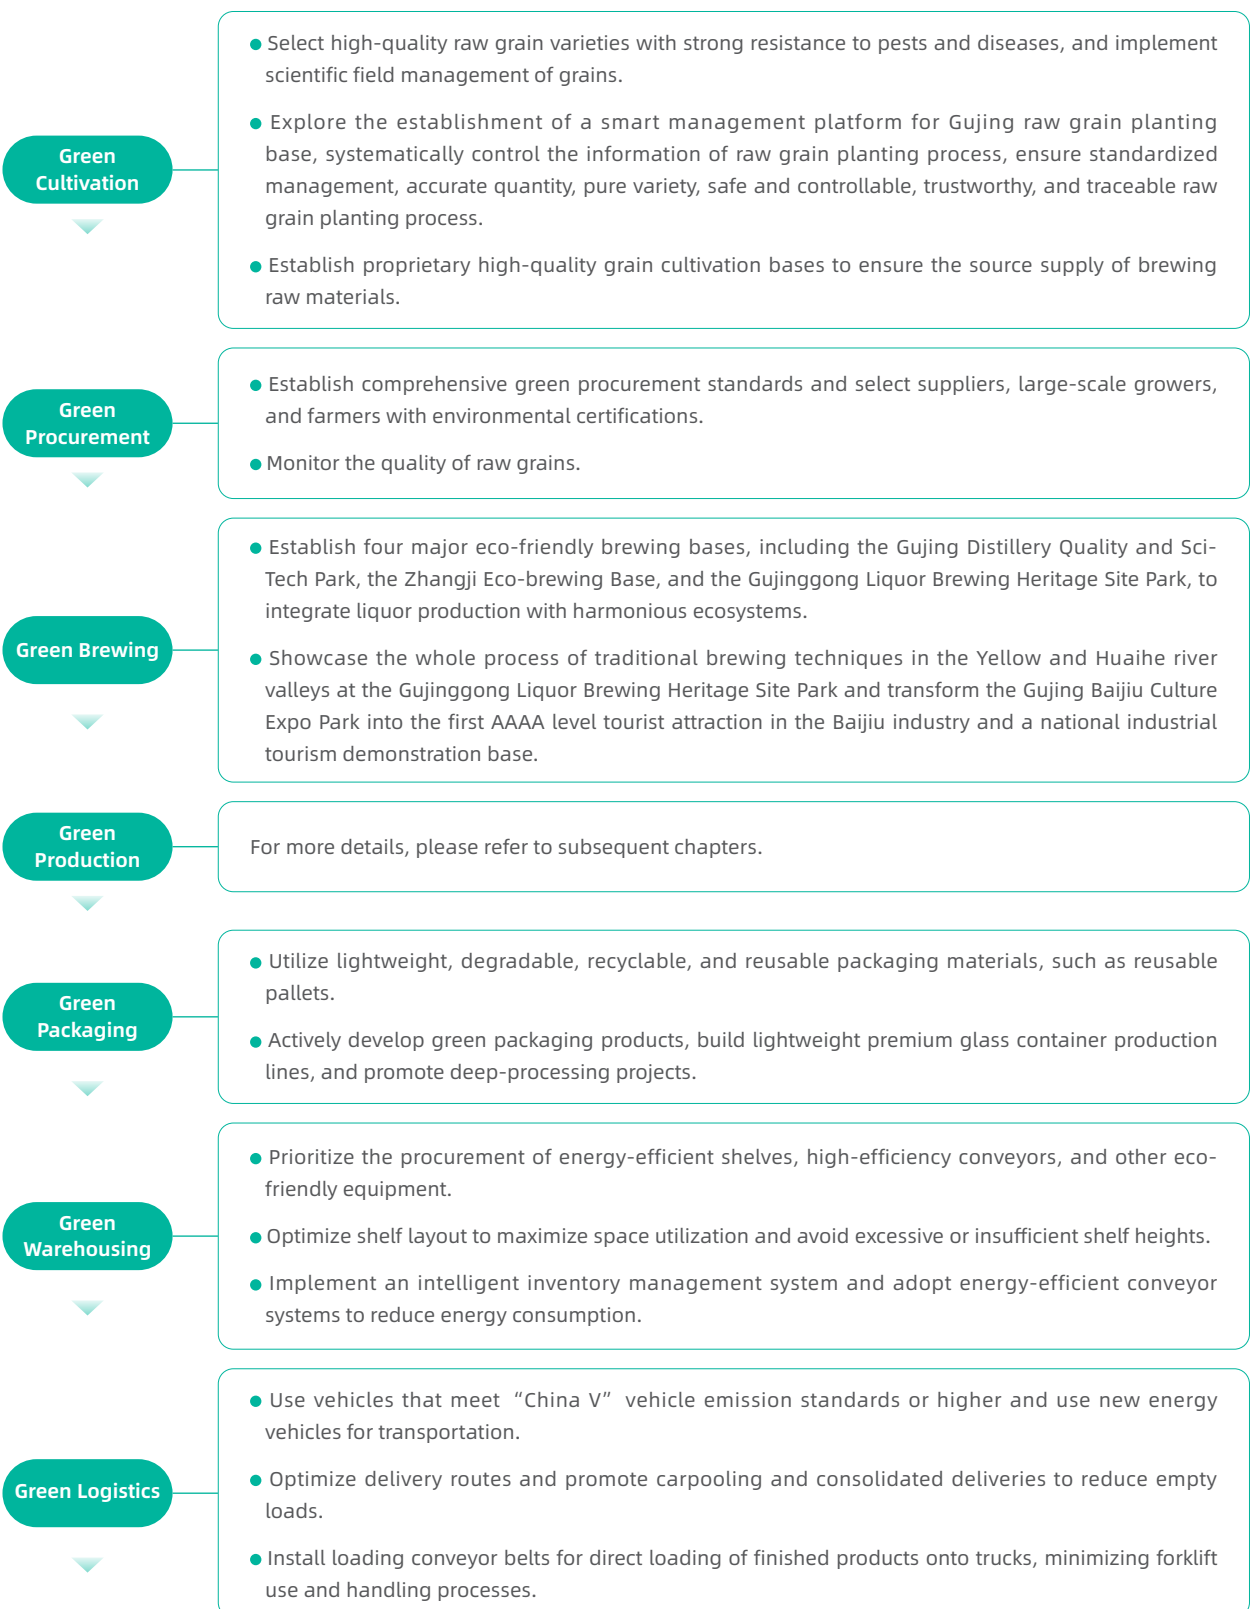 Green
Cultivation
● Select high-quality raw grain varieties with strong resistance to pests and diseases, and implement
scientific field management of grains.
● Explore the establishment of a smart management platform for Gujing raw grain planting
base, systematically control the information of raw grain planting process, ensure standardized
management, accurate quantity, pure variety, safe and controllable, trustworthy, and traceable raw
grain planting process.
● Establish proprietary high-quality grain cultivation bases to ensure the source supply of brewing
raw materials.
Green
Procurement
● Establish comprehensive green procurement standards and select suppliers, large-scale growers,
and farmers with environmental certifications.
● Monitor the quality of raw grains.
Green Brewing
● Establish four major eco-friendly brewing bases, including the Gujing Distillery Quality and Sci-
Tech Park, the Zhangji Eco-brewing Base, and the Gujinggong Liquor Brewing Heritage Site Park, to
integrate liquor production with harmonious ecosystems.
● Showcase the whole process of traditional brewing techniques in the Yellow and Huaihe river
valleys at the Gujinggong Liquor Brewing Heritage Site Park and transform the Gujing Baijiu Culture
Expo Park into the first AAAA level tourist attraction in the Baijiu industry and a national industrial
tourism demonstration base.
Green
Production
For more details, please refer to subsequent chapters.
Green
Packaging
● Utilize lightweight, degradable, recyclable, and reusable packaging materials, such as reusable
pallets.
● Actively develop green packaging products, build lightweight premium glass container production
lines, and promote deep-processing projects.
Green
Warehousing
● Prioritize the procurement of energy-efficient shelves, high-efficiency conveyors, and other eco-
friendly equipment.
● Optimize shelf layout to maximize space utilization and avoid excessive or insufficient shelf heights.
● Implement an intelligent inventory management system and adopt energy-efficient conveyor
systems to reduce energy consumption.
Green Logistics
● Use vehicles that meet “China V” vehicle emission standards or higher and use new energy
vehicles for transportation.
● Optimize delivery routes and promote carpooling and consolidated deliveries to reduce empty
loads.
● Install loading conveyor belts for direct loading of finished products onto trucks, minimizing forklift
use and handling processes.